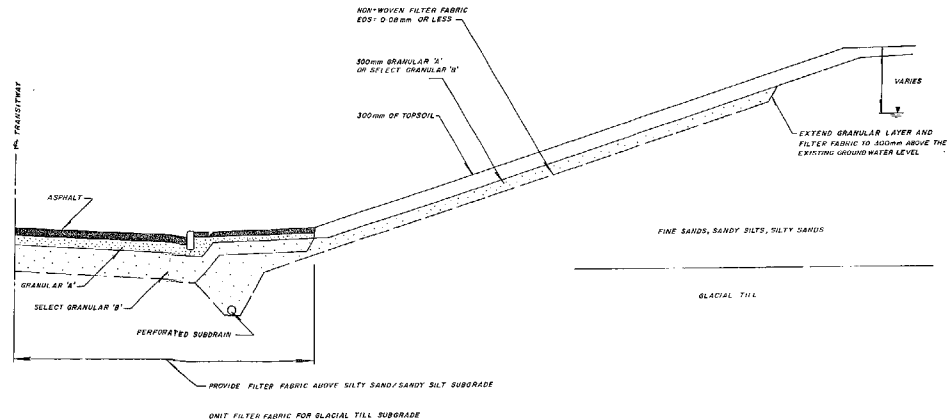 NON-WOVEN FILTER FABRIC
EOS= 0·08mm OR LESS
300mm GRANULAR 'A'
OR SELECT GRANULAR 'B'
300mm OF TOPSOIL
VARIES
EXTEND GRANULAR LAYER AND
FILTER FABRIC TO 300mm ABOVE THE
EXISTING GROUND WATER LEVEL
℄ TRANSITWAY
ASPHALT
FINE SANDS, SANDY SILTS, SILTY SANDS
GLACIAL TILL
GRANULAR 'A'
SELECT GRANULAR 'B'
PERFORATED SUBDRAIN
PROVIDE FILTER FABRIC ABOVE SILTY SAND/SANDY SILT SUBGRADE
OMIT FILTER FABRIC FOR GLACIAL TILL SUBGRADE